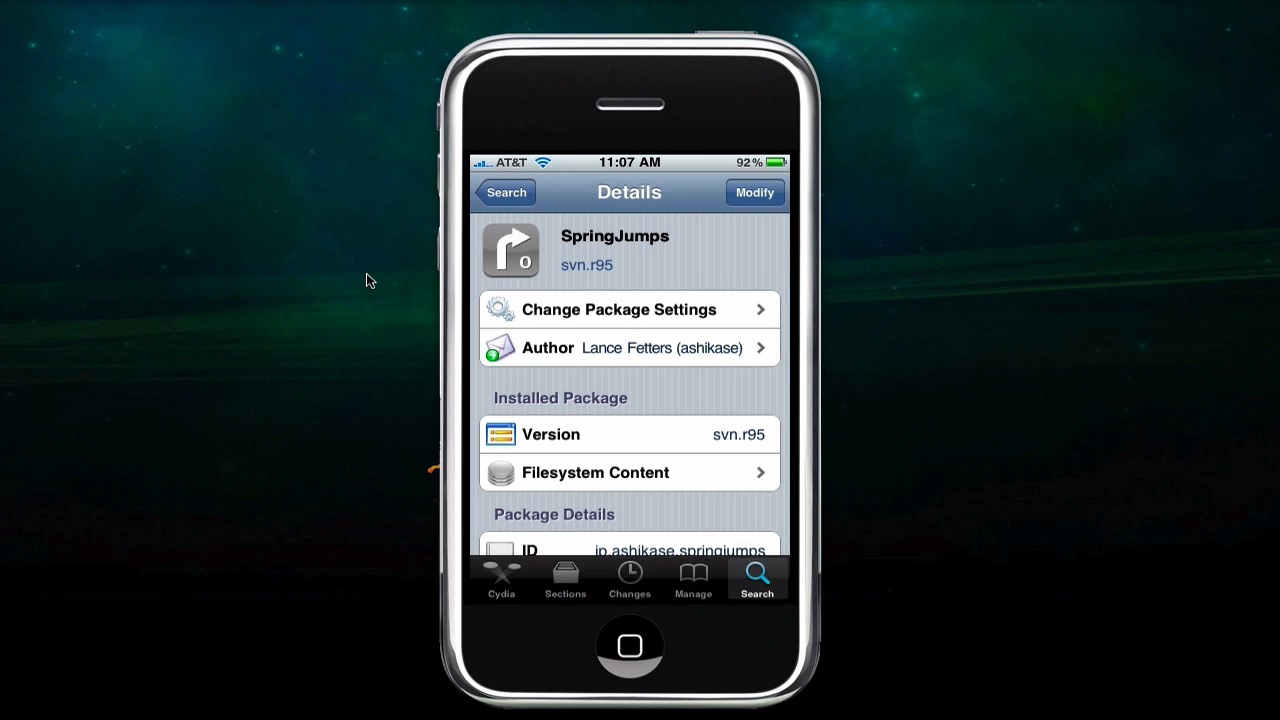 AT&T 11:07 AM 92%
Search Details Modify
SpringJumps
0
svn.r95
Change Package Settings
Author Lance Fetters (ashikase)
Installed Package
Version svn.r95
Filesystem Content
Package Details
ID jp.ashikase.springjumps
Cydia Sections Changes Manage Search